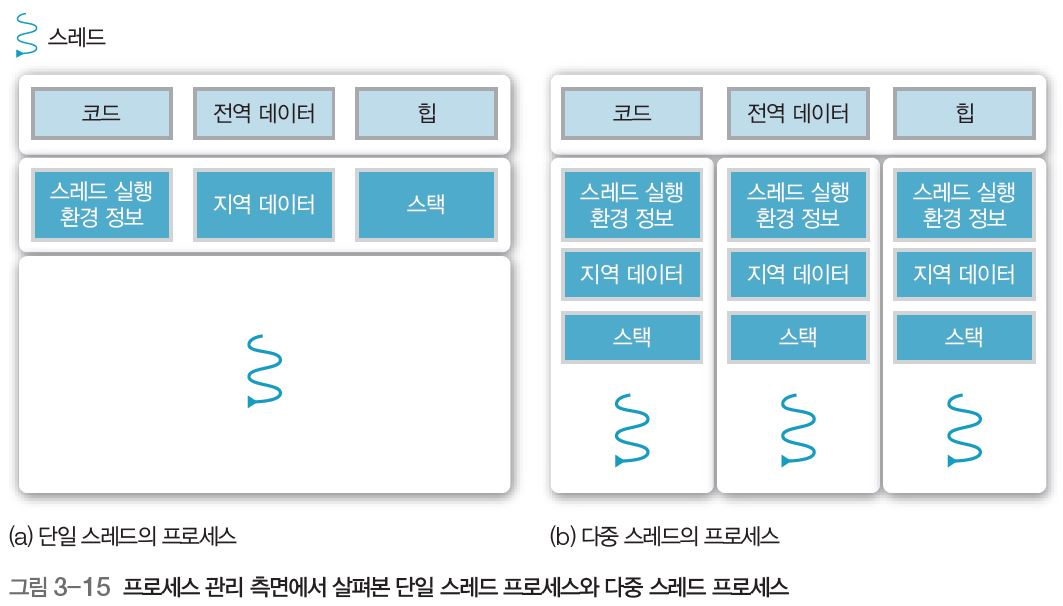 스레드
코드
전역 데이터
힙
스레드 실행
환경 정보
지역 데이터
스택
(a) 단일 스레드의 프로세스
코드
전역 데이터
힙
스레드 실행
환경 정보
지역 데이터
스택
스레드 실행
환경 정보
지역 데이터
스택
스레드 실행
환경 정보
지역 데이터
스택
(b) 다중 스레드의 프로세스
그림 3-15 프로세스 관리 측면에서 살펴본 단일 스레드 프로세스와 다중 스레드 프로세스